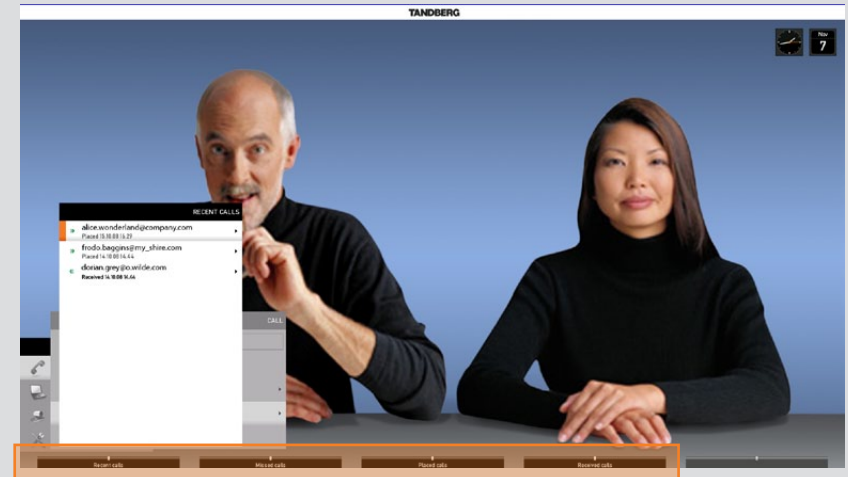 TANDBERG
Nov
7
RECENT CALLS
alice.wonderland@company.com
Placed 15.10.08 14.29
frodo.baggins@my_shire.com
Placed 14.10.08 14.44
dorian.grey@o.wilde.com
Received 14.10.08 14.44
CALL
Recent calls
Missed calls
Placed calls
Received calls